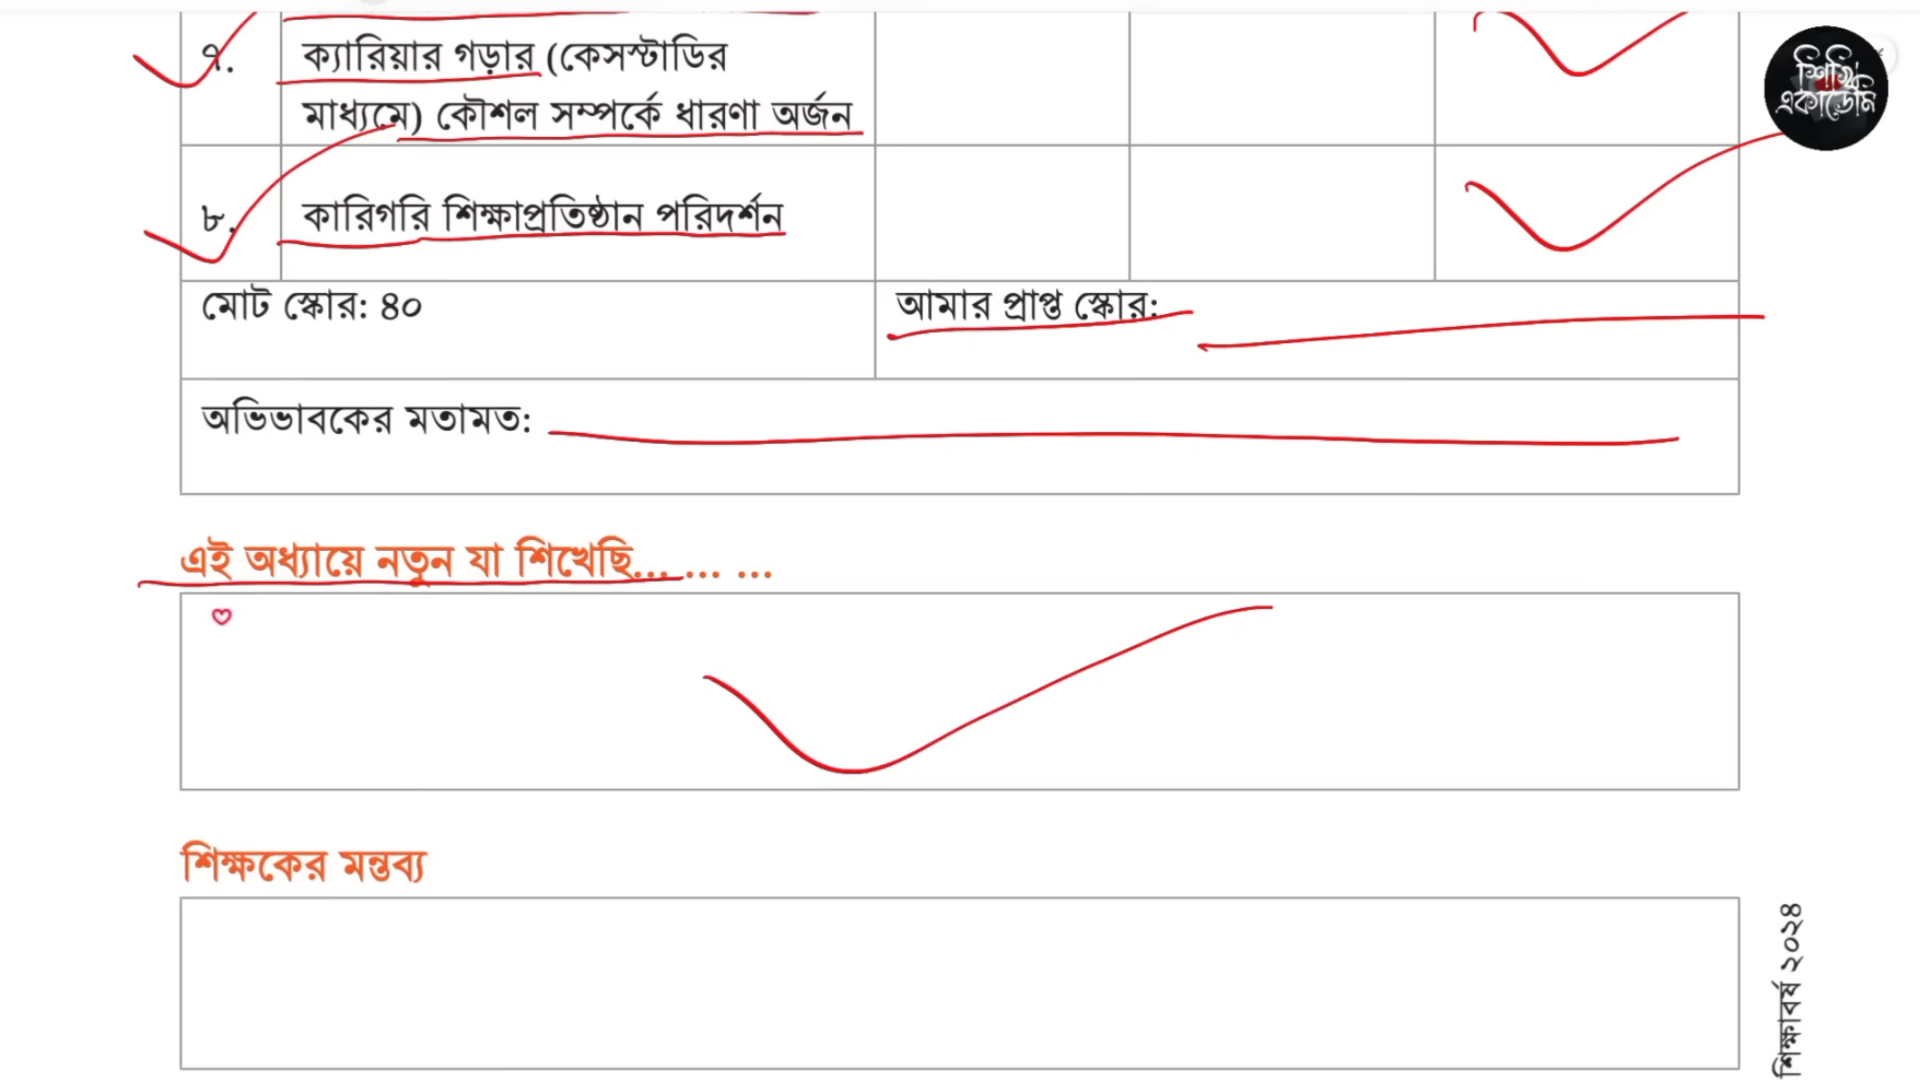 ৭.
ক্যারিয়ার গড়ার (কেসস্টাডির
মাধ্যমে) কৌশল সম্পর্কে ধারণা অর্জন
৮.
কারিগরি শিক্ষাপ্রতিষ্ঠান পরিদর্শন
মোট স্কোর: ৪০
আমার প্রাপ্ত স্কোর:
অভিভাবকের মতামত:
এই অধ্যায়ে নতুন যা শিখেছি... ... ...
শিক্ষকের মন্তব্য
শিক্ষাবর্ষ ২০২৪
একাডেমি